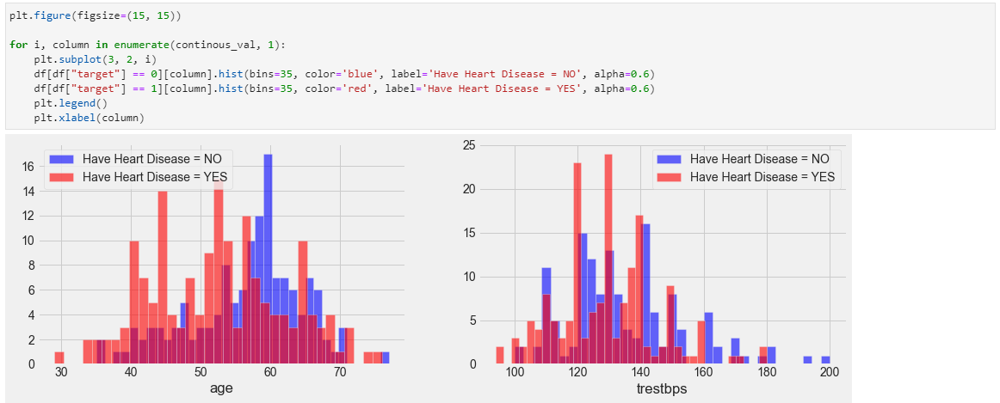 plt.figure(figsize=(15, 15))
for i, column in enumerate(continous_val, 1):
    plt.subplot(3, 2, i)
    df[df["target"] == 0][column].hist(bins=35, color='blue', label='Have Heart Disease = NO', alpha=0.6)
    df[df["target"] == 1][column].hist(bins=35, color='red', label='Have Heart Disease = YES', alpha=0.6)
    plt.legend()
    plt.xlabel(column)
Have Heart Disease = NO
Have Heart Disease = YES
16
14
12
10
8
6
4
2
0
30 40 50 60 70
age
25
20
15
10
5
0
Have Heart Disease = NO
Have Heart Disease = YES
100 120 140 160 180 200
trestbps